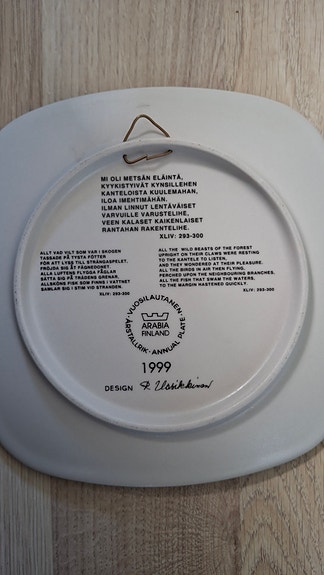 MI OLI METSÄN ELÄINTÄ,
KYYKISTYIVÄT KYNSILLEHEN
KANTELOISTA KUULEMAHAN,
ILOA IMEHTIMÄHÄN.
ILMAN LINNUT LENTÄVÄISET
VARVUILLE VARUSTELIHE,
VEEN KALASET KAIKENLAISET
RANTAHAN RAKENTELIHE.
XLIV: 293-300
ALLT VAD VILT SOM VAR I SKOGEN
TASSADE PÅ TYSTA FÖTTER
FÖR ATT LYSS TILL STRÄNGASPELET,
FRÖJDA SIG ÅT FÄGNEDONET.
ALLA LUFTENS FLYGGA FÅGLAR
SATTA SIG PÅ TRÄDENS GRENAR,
ALLSKÖNS FISK SOM FINNS I VATTNET
SAMLAR SIG I STIM VID STRANDEN.
XLIV: 293-300
ALL THE WILD BEASTS OF THE FOREST
UPRIGHT ON THEIR CLAWS WERE RESTING
TO THE KANTELE TO LISTEN,
AND THEY WONDERED AT THEIR PLEASURE.
ALL THE BIRDS IN AIR THEN FLYING,
PERCHED UPON THE NEIGHBOURING BRANCHES,
ALL THE FISH THAT SWAM THE WATERS,
TO THE MARGIN HASTENED QUICKLY.
XLIV: 293-300
VUOSILAUTANEN·
ÅRSTALLRIK·ANNUAL PLATE·
ARABIA
FINLAND
1999
DESIGN R. Uosikkinen